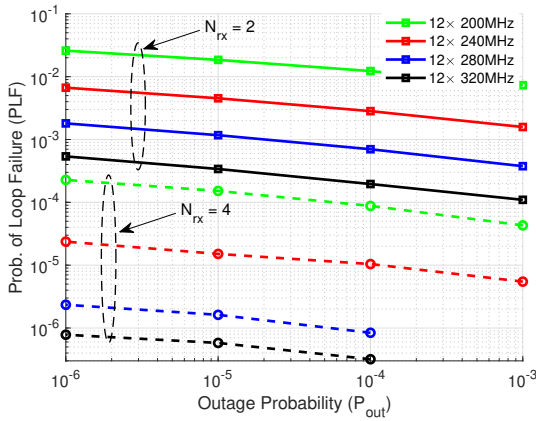 N_rx = 2
12× 200MHz
12× 240MHz
12× 280MHz
12× 320MHz
N_rx = 4
Prob. of Loop Failure (PLF)
10^-1
10^-2
10^-3
10^-4
10^-5
10^-6
10^-6
10^-5
10^-4
10^-3
Outage Probability (P_out)